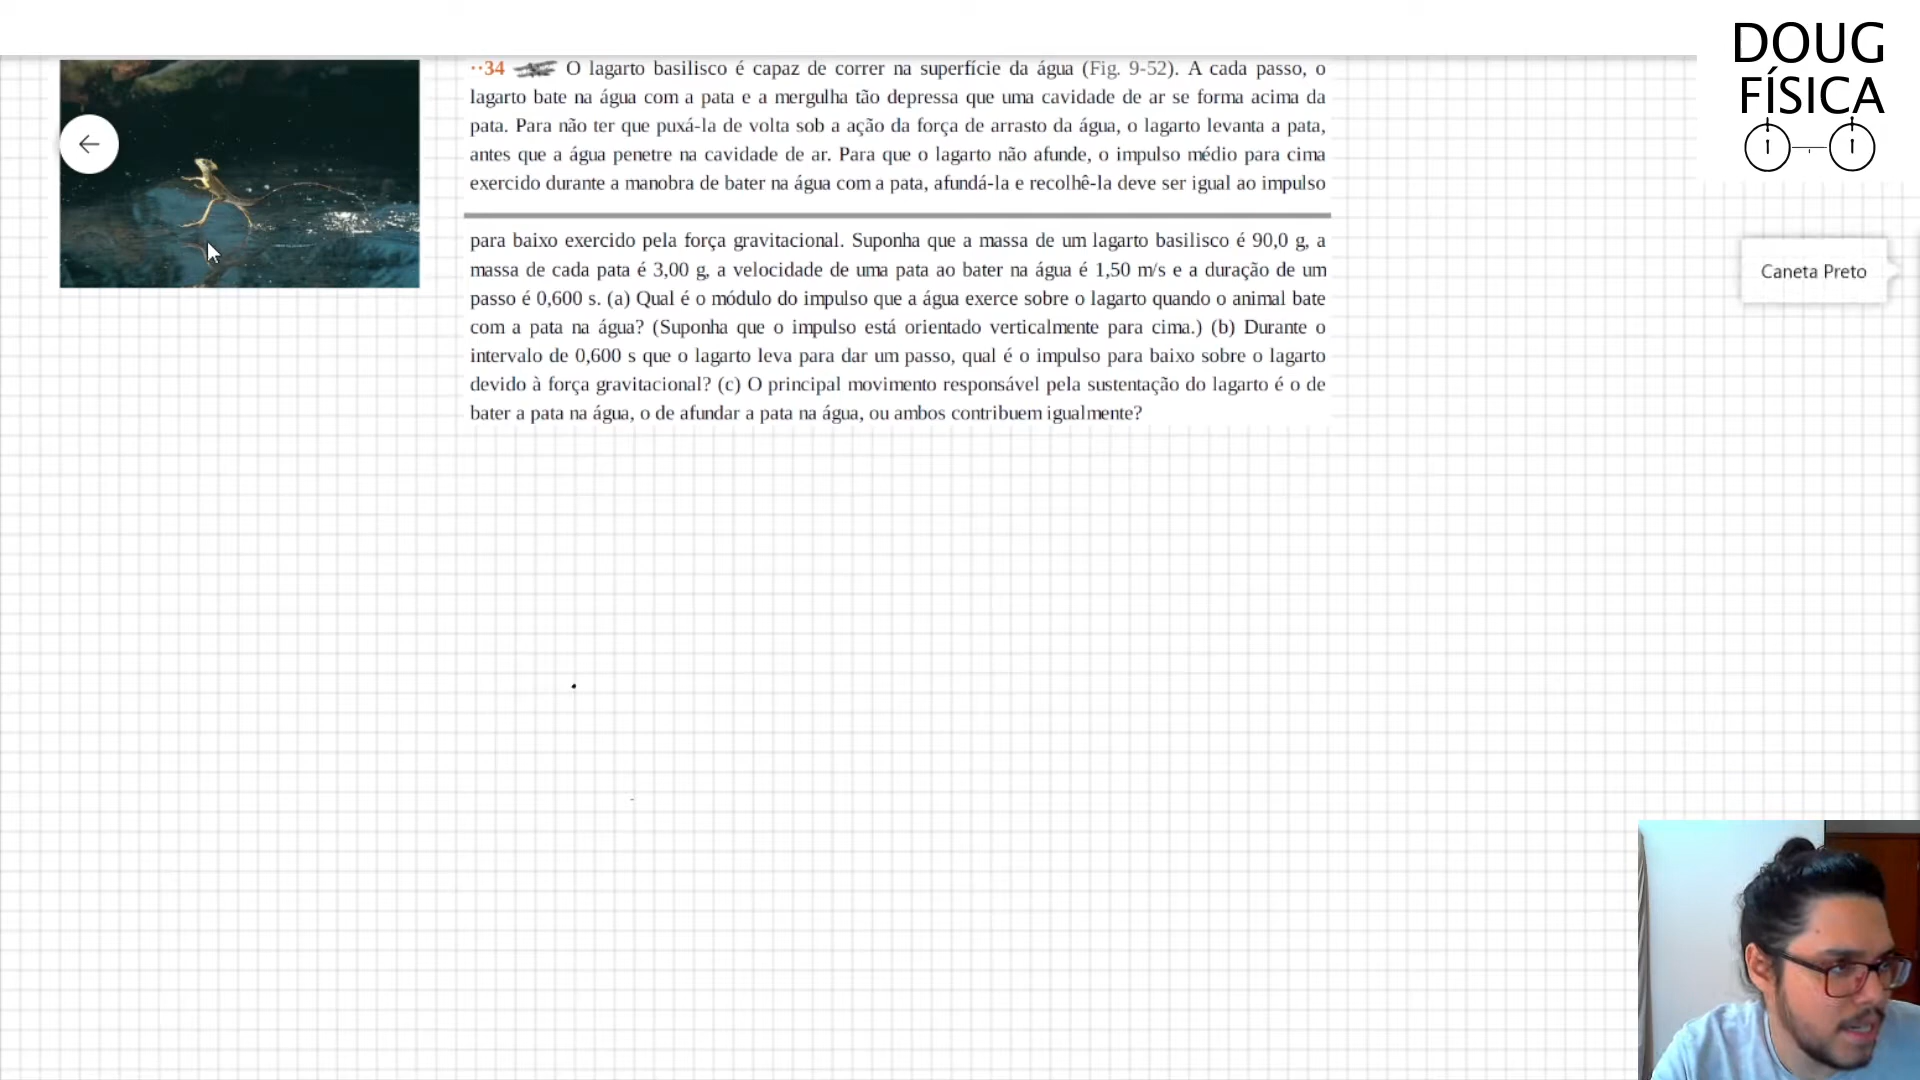 ··34 O lagarto basilisco é capaz de correr na superfície da água (Fig. 9-52). A cada passo, o
lagarto bate na água com a pata e a mergulha tão depressa que uma cavidade de ar se forma acima da
pata. Para não ter que puxá-la de volta sob a ação da força de arrasto da água, o lagarto levanta a pata,
antes que a água penetre na cavidade de ar. Para que o lagarto não afunde, o impulso médio para cima
exercido durante a manobra de bater na água com a pata, afundá-la e recolhê-la deve ser igual ao impulso
para baixo exercido pela força gravitacional. Suponha que a massa de um lagarto basilisco é 90,0 g, a
massa de cada pata é 3,00 g, a velocidade de uma pata ao bater na água é 1,50 m/s e a duração de um
passo é 0,600 s. (a) Qual é o módulo do impulso que a água exerce sobre o lagarto quando o animal bate
com a pata na água? (Suponha que o impulso está orientado verticalmente para cima.) (b) Durante o
intervalo de 0,600 s que o lagarto leva para dar um passo, qual é o impulso para baixo sobre o lagarto
devido à força gravitacional? (c) O principal movimento responsável pela sustentação do lagarto é o de
bater a pata na água, o de afundar a pata na água, ou ambos contribuem igualmente?
DOUG
FÍSICA
Caneta Preto